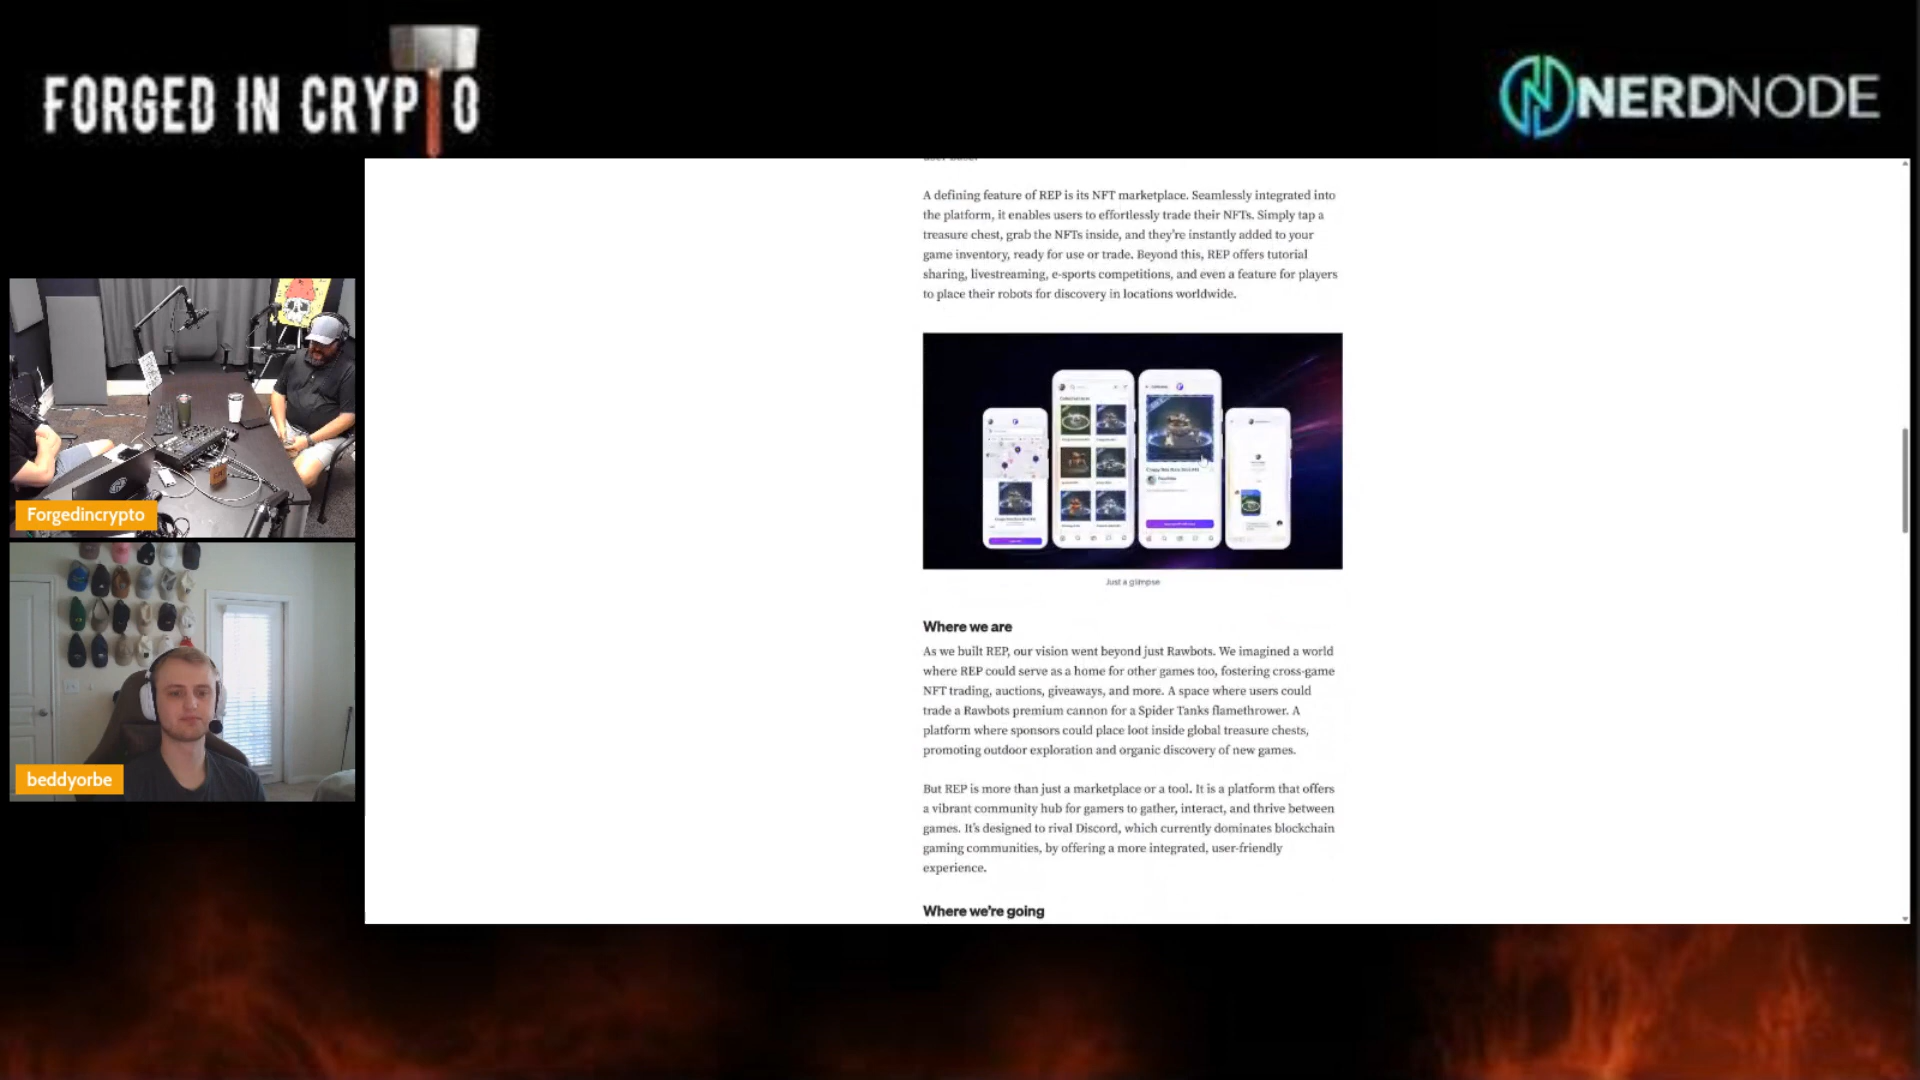 FORGED IN CRYPTO
NERDNODE
A defining feature of REP is its NFT marketplace. Seamlessly integrated into
the platform, it enables users to effortlessly trade their NFTs. Simply tap a
treasure chest, grab the NFTs inside, and they're instantly added to your
game inventory, ready for use or trade. Beyond this, REP offers tutorial
sharing, livestreaming, e-sports competitions, and even a feature for players
to place their robots for discovery in locations worldwide.
Just a glimpse
Where we are
As we built REP, our vision went beyond just Rawbots. We imagined a world
where REP could serve as a home for other games too, fostering cross-game
NFT trading, auctions, giveaways, and more. A space where users could
trade a Rawbots premium cannon for a Spider Tanks flamethrower. A
platform where sponsors could place loot inside global treasure chests,
promoting outdoor exploration and organic discovery of new games.
But REP is more than just a marketplace or a tool. It is a platform that offers
a vibrant community hub for gamers to gather, interact, and thrive between
games. It's designed to rival Discord, which currently dominates blockchain
gaming communities, by offering a more integrated, user-friendly
experience.
Where we're going
Forgedincrypto
beddyorbe